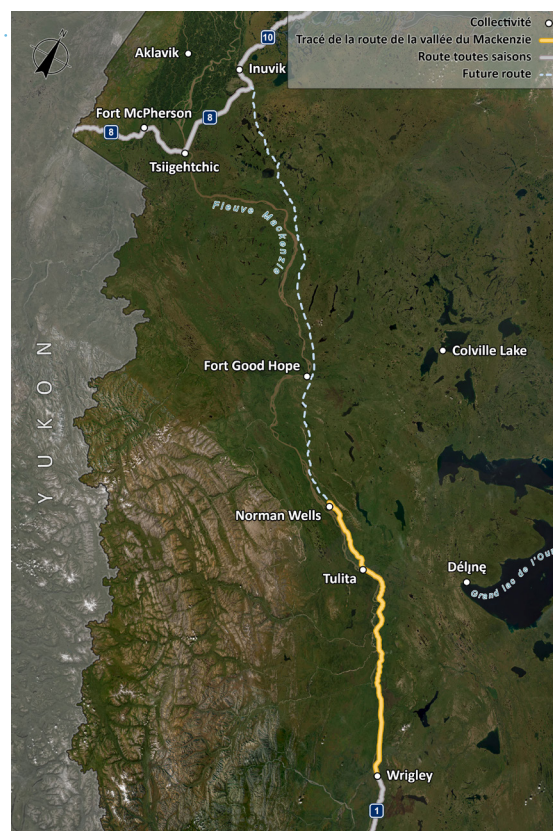 Collectivité
Tracé de la route de la vallée du Mackenzie
Route toutes saisons
Future route
10
Aklavik
Inuvik
Fort McPherson
8
8
Tsiigehtchic
Fleuve Mackenzie
YUKON
Colville Lake
Fort Good Hope
Norman Wells
Tulita
Délı̨nę
Grand lac de l'Our
Wrigley
1